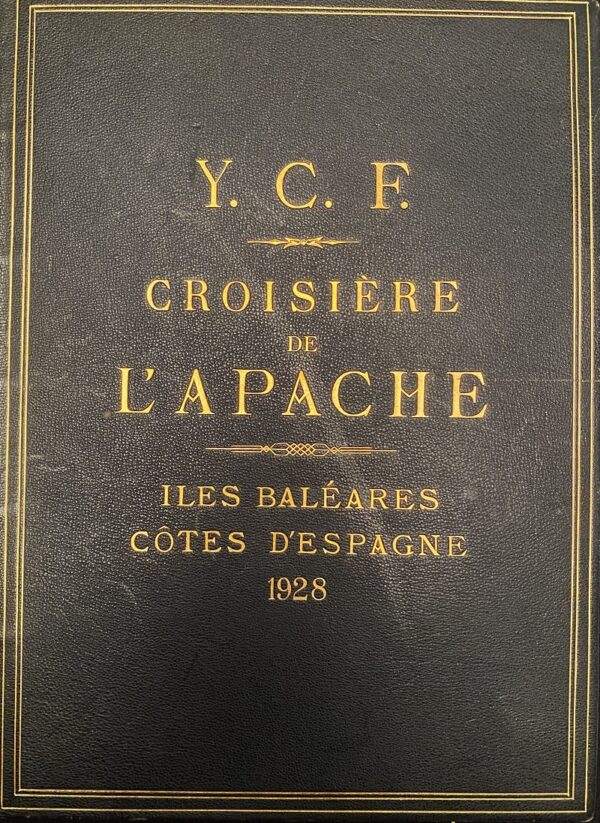 Y. C. F.
CROISIÈRE
DE
L'APACHE
ILES BALÉARES
CÔTES D'ESPAGNE
1928